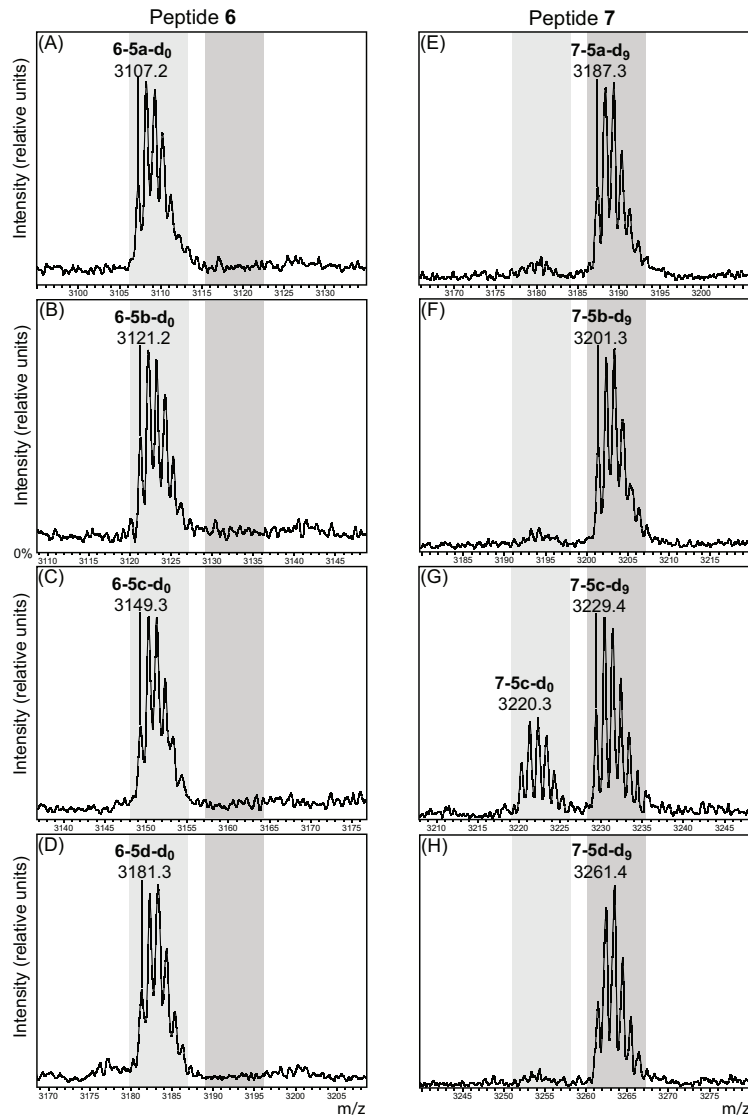 Peptide 6
Peptide 7
(A)
6-5a-d0
3107.2
Intensity (relative units)
3100 3105 3110 3115 3120 3125 3130
(E)
7-5a-d9
3187.3
3170 3175 3180 3185 3190 3195 3200
(B)
6-5b-d0
3121.2
Intensity (relative units)
0%
3110 3115 3120 3125 3130 3135 3140 3145
(F)
7-5b-d9
3201.3
3185 3190 3195 3200 3205 3210 3215
(C)
6-5c-d0
3149.3
Intensity (relative units)
3140 3145 3150 3155 3160 3165 3170 3175
(G)
7-5c-d9
3229.4
7-5c-d0
3220.3
3210 3215 3220 3225 3230 3235 3240 3245
(D)
6-5d-d0
3181.3
Intensity (relative units)
3170 3175 3180 3185 3190 3195 3200 3205
m/z
(H)
7-5d-d9
3261.4
3245 3250 3255 3260 3265 3270 3275
m/z